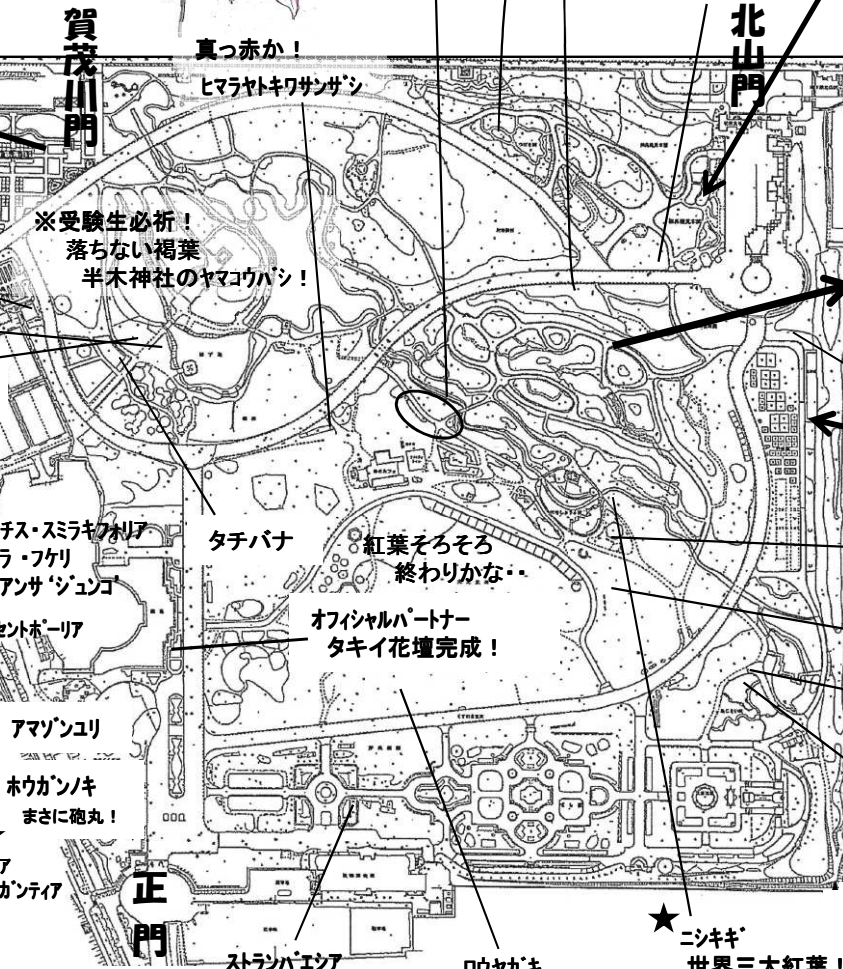 賀茂川門
真っ赤か！
ヒマラヤトキワサンザシ
北山門
※受験生必祈！
落ちない褐葉
半木神社のヤマコウバシ！
タチバナ
紅葉そろそろ
終わりかな・・
オフィシャルパートナー
タキイ花壇完成！
チス・スミラキフォリア
ラ・フケリ
アンサ‘ジュンコ’
セントポーリア
アマゾンユリ
ホウガンノキ
まさに砲丸！
ア
ガンティア
正門
ストランバエシア
ロウヤガキ
★
ニシキギ
世界三大紅葉！